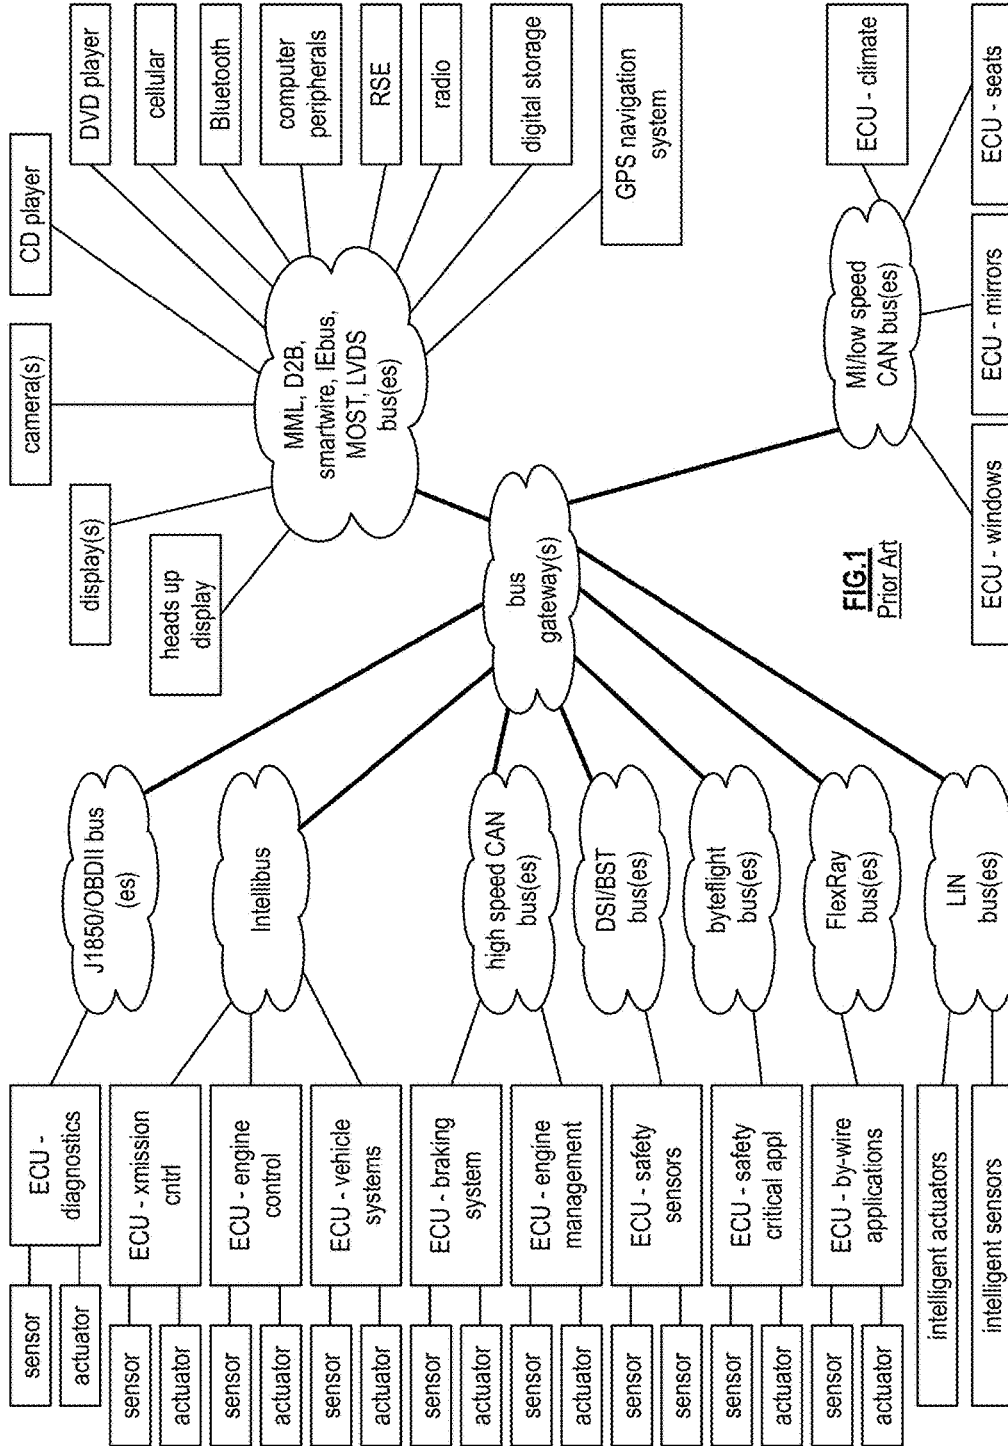 sensor
actuator
ECU -
diagnostics
J1850/OBDII bus
(es)
sensor
actuator
ECU - xmission
cntrl
sensor
actuator
ECU - engine
control
Intellibus
sensor
actuator
ECU - vehicle
systems
sensor
actuator
ECU - braking
system
high speed CAN
bus(es)
sensor
actuator
ECU - engine
management
sensor
sensor
ECU - safety
sensors
DSI/BST
bus(es)
sensor
actuator
ECU - safety
critical appl
byteflight
bus(es)
sensor
actuator
ECU - by-wire
applications
FlexRay
bus(es)
intelligent actuators
intelligent sensors
LIN
bus(es)
bus
gateway(s)
heads up
display
display(s)
camera(s)
CD player
DVD player
cellular
Bluetooth
computer
peripherals
RSE
radio
digital storage
GPS navigation
system
MML, D2B,
smartwire, IEbus,
MOST, LVDS
bus(es)
MI/low speed
CAN bus(es)
ECU - climate
ECU - windows
ECU - mirrors
ECU - seats
FIG.1
Prior Art